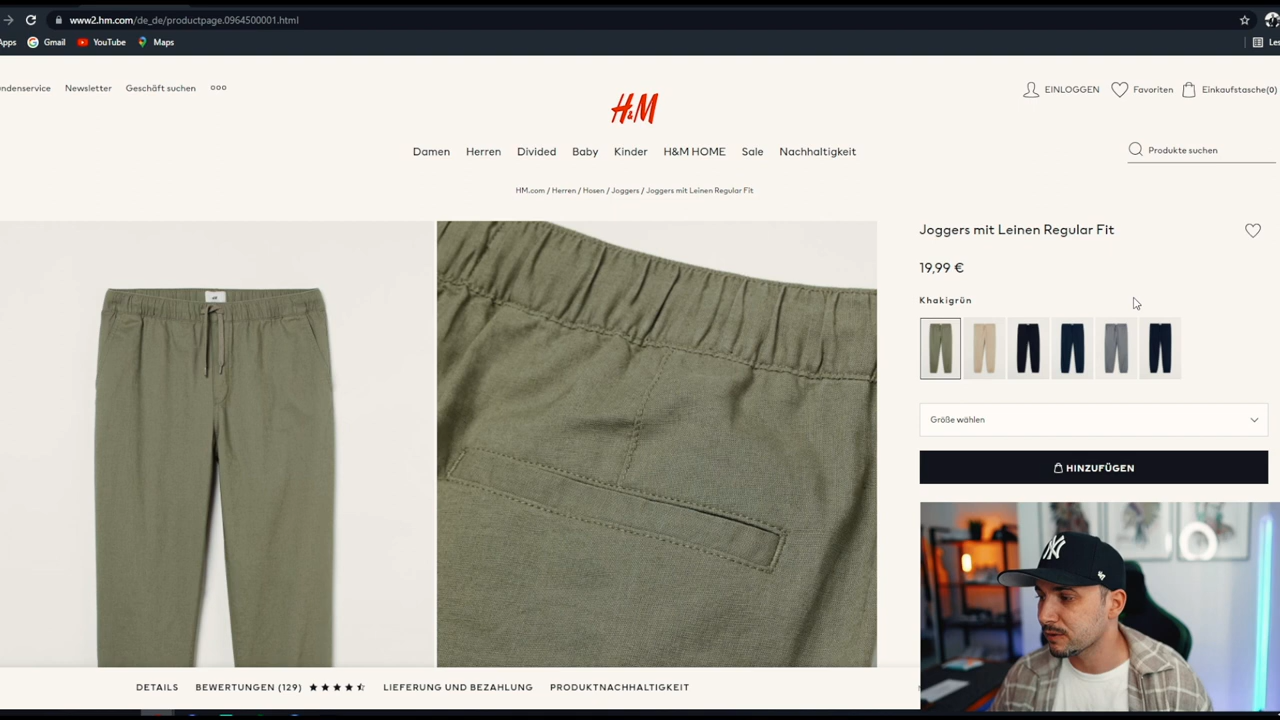 www2.hm.com/de_de/productpage.0964500001.html
Apps Gmail YouTube Maps
Newsletter Geschäft suchen
EINLOGGEN Favoriten Einkaufstasche(0)
H&M
Damen Herren Divided Baby Kinder H&M HOME Sale Nachhaltigkeit
Produkte suchen
HM.com / Herren / Hosen / Joggers / Joggers mit Leinen Regular Fit
Joggers mit Leinen Regular Fit
19,99 €
Khakigrün
Größe wählen
HINZUFÜGEN
NY
DETAILS BEWERTUNGEN (129) LIEFERUNG UND BEZAHLUNG PRODUKTNACHHALTIGKEIT